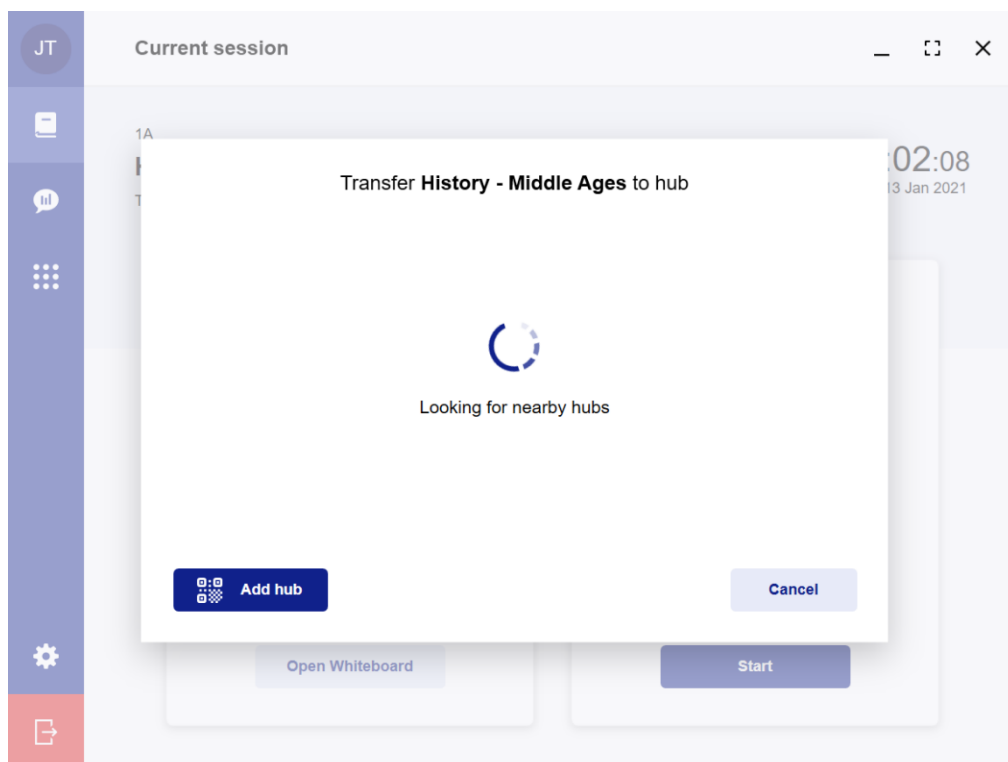 JT
Current session
1A
Transfer History - Middle Ages to hub
:02:08
13 Jan 2021
Looking for nearby hubs
Add hub
Cancel
Open Whiteboard
Start